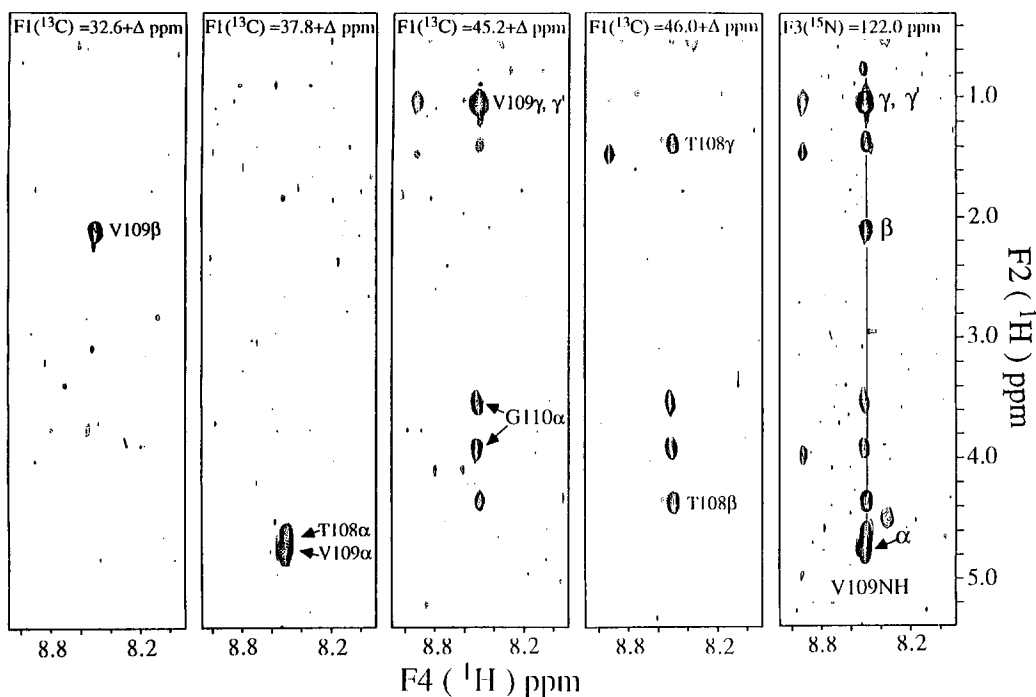 F1(¹³C) =32.6+Δ ppm
F1(¹³C) =37.8+Δ ppm
F1(¹³C) =45.2+Δ ppm
F1(¹³C) =46.0+Δ ppm
F3(¹⁵N) =122.0 ppm
V109γ, γ'
γ, γ'
1.0
T108γ
V109β
β
2.0
3.0
G110α
4.0
T108β
T108α
V109α
α
V109NH
5.0
F2 ( ¹H ) ppm
8.8 8.2
8.8 8.2
8.8 8.2
8.8 8.2
8.8 8.2
F4 ( ¹H ) ppm